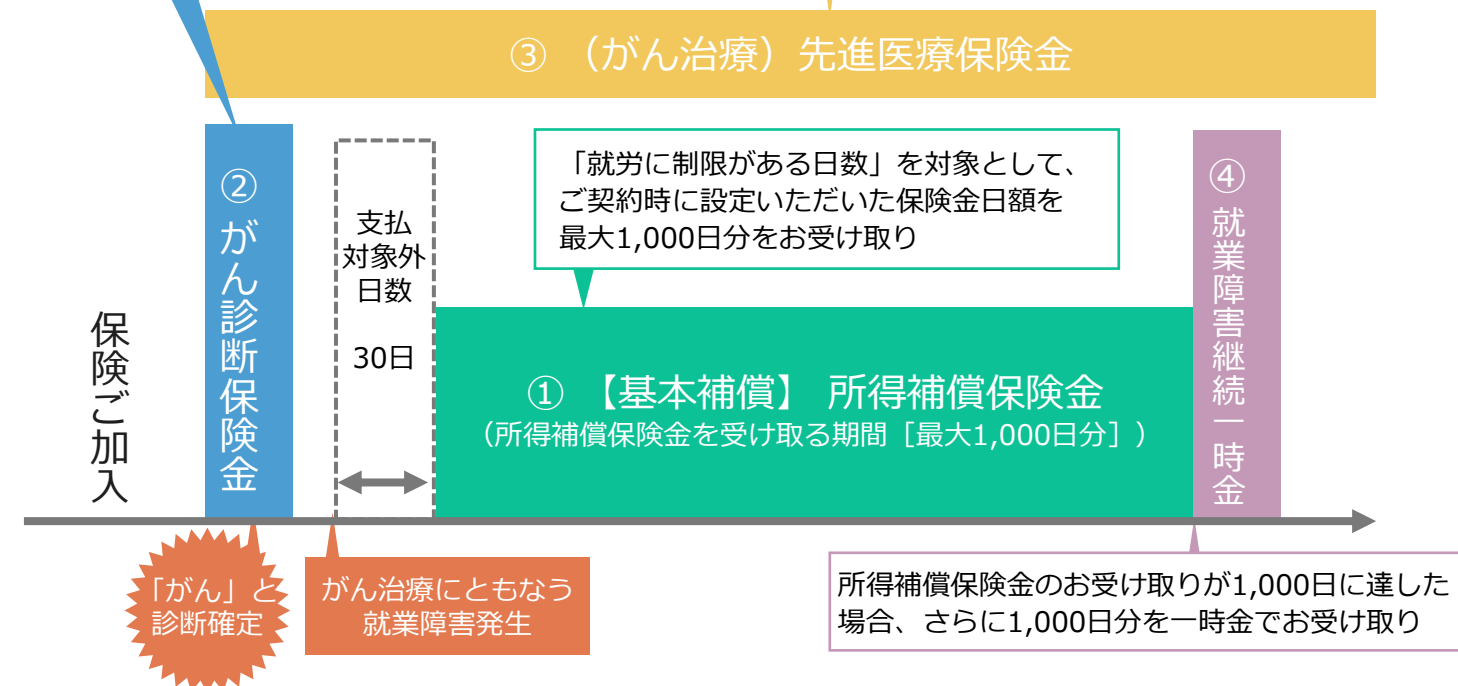 ③ （がん治療）先進医療保険金
② がん診断保険金
支払
対象外
日数
30日
「就労に制限がある日数」を対象として、
ご契約時に設定いただいた保険金日額を
最大1,000日分をお受け取り
④ 就業障害継続一時金
保険ご加入
① 【基本補償】 所得補償保険金
（所得補償保険金を受け取る期間［最大1,000日分］）
「がん」と
診断確定
がん治療にともなう
就業障害発生
所得補償保険金のお受け取りが1,000日に達した
場合、さらに1,000日分を一時金でお受け取り